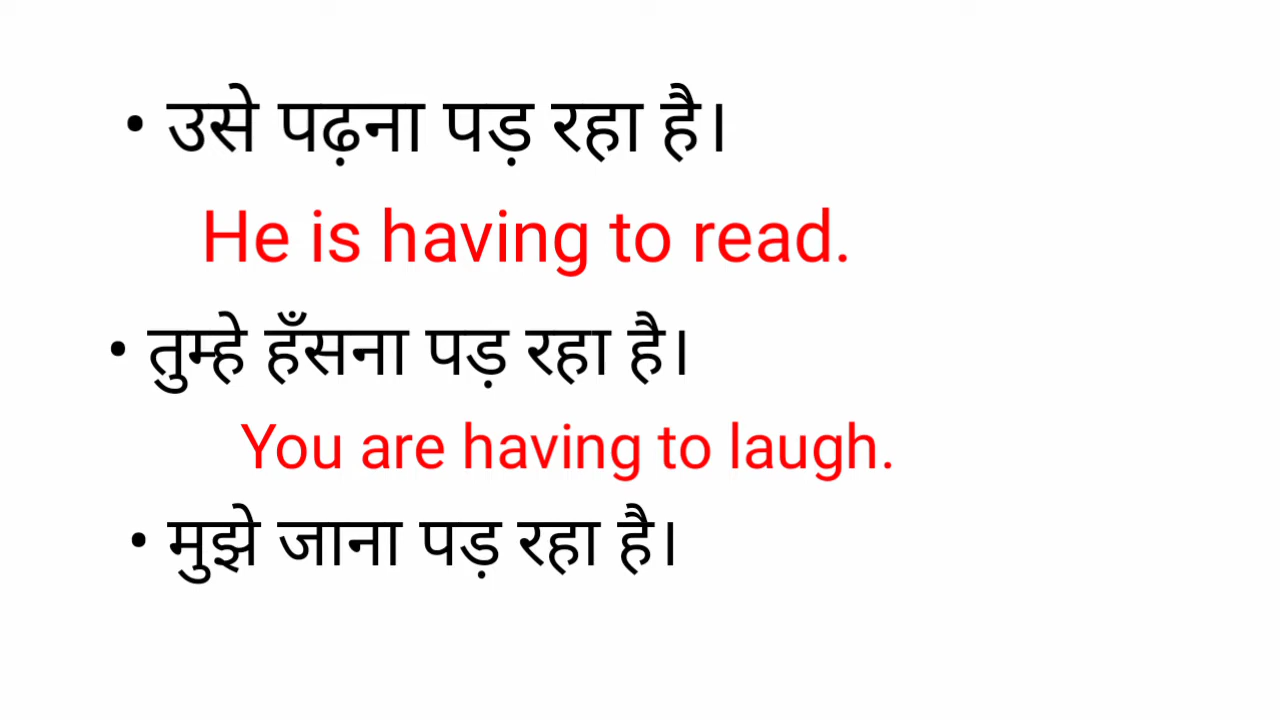 • उसे पढ़ना पड़ रहा है।
He is having to read.
• तुम्हे हँसना पड़ रहा है।
You are having to laugh.
• मुझे जाना पड़ रहा है।